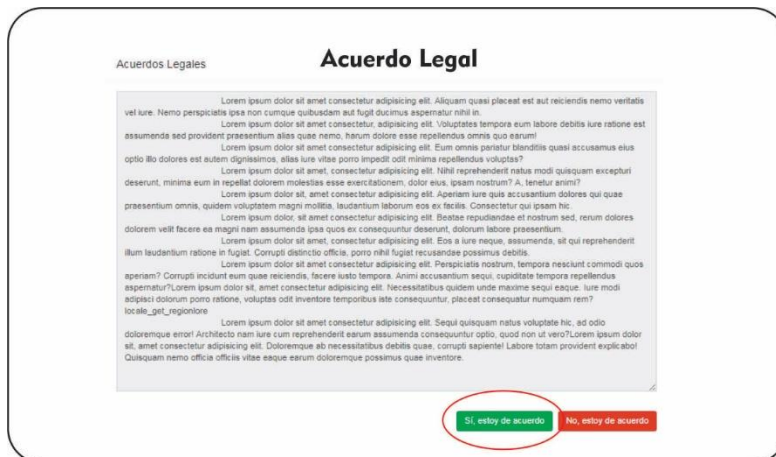 Acuerdos Legales
Acuerdo Legal
Lorem ipsum dolor sit amet consectetur adipisicing elit. Aliquam quasi placeat est aut reiciendis nemo veritatis
vel iure. Nemo perspiciatis ipsa non cumque quibusdam aut fugit ducimus aspernatur nihil in.
Lorem ipsum dolor sit amet consectetur, adipisicing elit. Voluptates tempora eum labore debitis iure ratione est
assumenda sed provident praesentium alias quae nemo, harum dolore esse repellendus omnis quo earum!
Lorem ipsum dolor sit amet consectetur adipisicing elit. Eum omnis pariatur blanditiis quasi accusamus eius
optio illo dolores est autem dignissimos, alias iure vitae porro impedit odit minima repellendus voluptas?
Lorem ipsum dolor sit amet, consectetur adipisicing elit. Nihil reprehenderit natus modi quisquam excepturi
deserunt, minima eum in repellat dolorem molestias esse exercitationem, dolor eius, ipsam nostrum? A, tenetur animi?
Lorem ipsum dolor sit, amet consectetur adipisicing elit. Aperiam iure quis accusantium dolores qui quae
praesentium omnis, quidem voluptatem magni mollitia, laudantium laborum eos ex facilis. Consectetur qui ipsam hic.
Lorem ipsum dolor, sit amet consectetur adipisicing elit. Beatae repudiandae et nostrum sed, rerum dolores
dolorem velit facere ea magni nam assumenda ipsa quos ex consequuntur deserunt, dolorum labore praesentium.
Lorem ipsum dolor sit amet, consectetur adipisicing elit. Eos a iure neque, assumenda, sit qui reprehenderit
illum laudantium ratione in fugiat. Corrupti distinctio officia, porro nihil fugiat recusandae possimus debitis.
Lorem ipsum dolor sit amet consectetur adipisicing elit. Perspiciatis nostrum, tempora nesciunt commodi quos
aperiam? Corrupti incidunt eum quae reiciendis, facere iusto tempora. Animi accusantium sequi, cupiditate tempora repellendus
aspernatur?Lorem ipsum dolor sit, amet consectetur adipisicing elit. Necessitatibus quidem unde maxime sequi eaque. Iure modi
adipisci dolorum porro ratione, voluptas odit inventore temporibus iste consequuntur, placeat consequatur numquam rem?
locale_get_regionlore
Lorem ipsum dolor sit amet consectetur adipisicing elit. Sequi quisquam natus voluptate hic, ad odio
doloremque error! Architecto nam iure cum reprehenderit earum assumenda consequuntur optio, quod non ut vero?Lorem ipsum dolor
sit, amet consectetur adipisicing elit. Doloremque ab necessitatibus debitis quae, corrupti sapiente! Labore totam provident explicabo!
Quisquam nemo officia officiis vitae eaque earum doloremque possimus quae inventore.
Sí, estoy de acuerdo
No, estoy de acuerdo